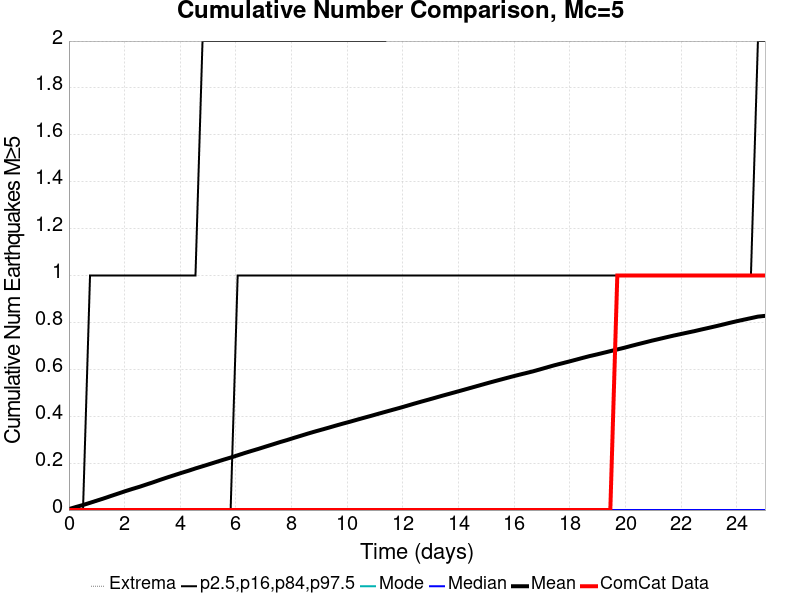 Cumulative Number Comparison, Mc=5
Cumulative Num Earthquakes M≥5
2
1.8
1.6
1.4
1.2
1
0.8
0.6
0.4
0.2
0
0 2 4 6 8 10 12 14 16 18 20 22 24
Time (days)
Extrema p2.5,p16,p84,p97.5 Mode Median Mean ComCat Data